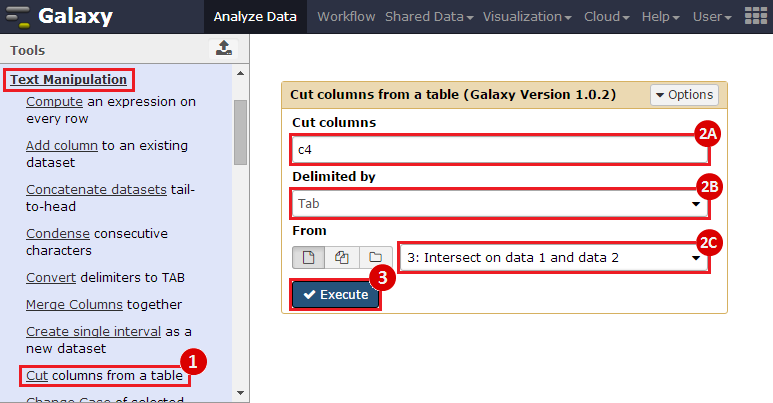 Galaxy
Analyze Data Workflow Shared Data Visualization Cloud Help User
Tools
Text Manipulation
Compute an expression on
every row
Add column to an existing
dataset
Concatenate datasets tail-
to-head
Condense consecutive
characters
Convert delimiters to TAB
Merge Columns together
Create single interval as a
new dataset
1
Cut columns from a table
Change Case of selected
Cut columns from a table (Galaxy Version 1.0.2)
Options
Cut columns
2A
c4
Delimited by
2B
Tab
From
2C
3: Intersect on data 1 and data 2
3
Execute